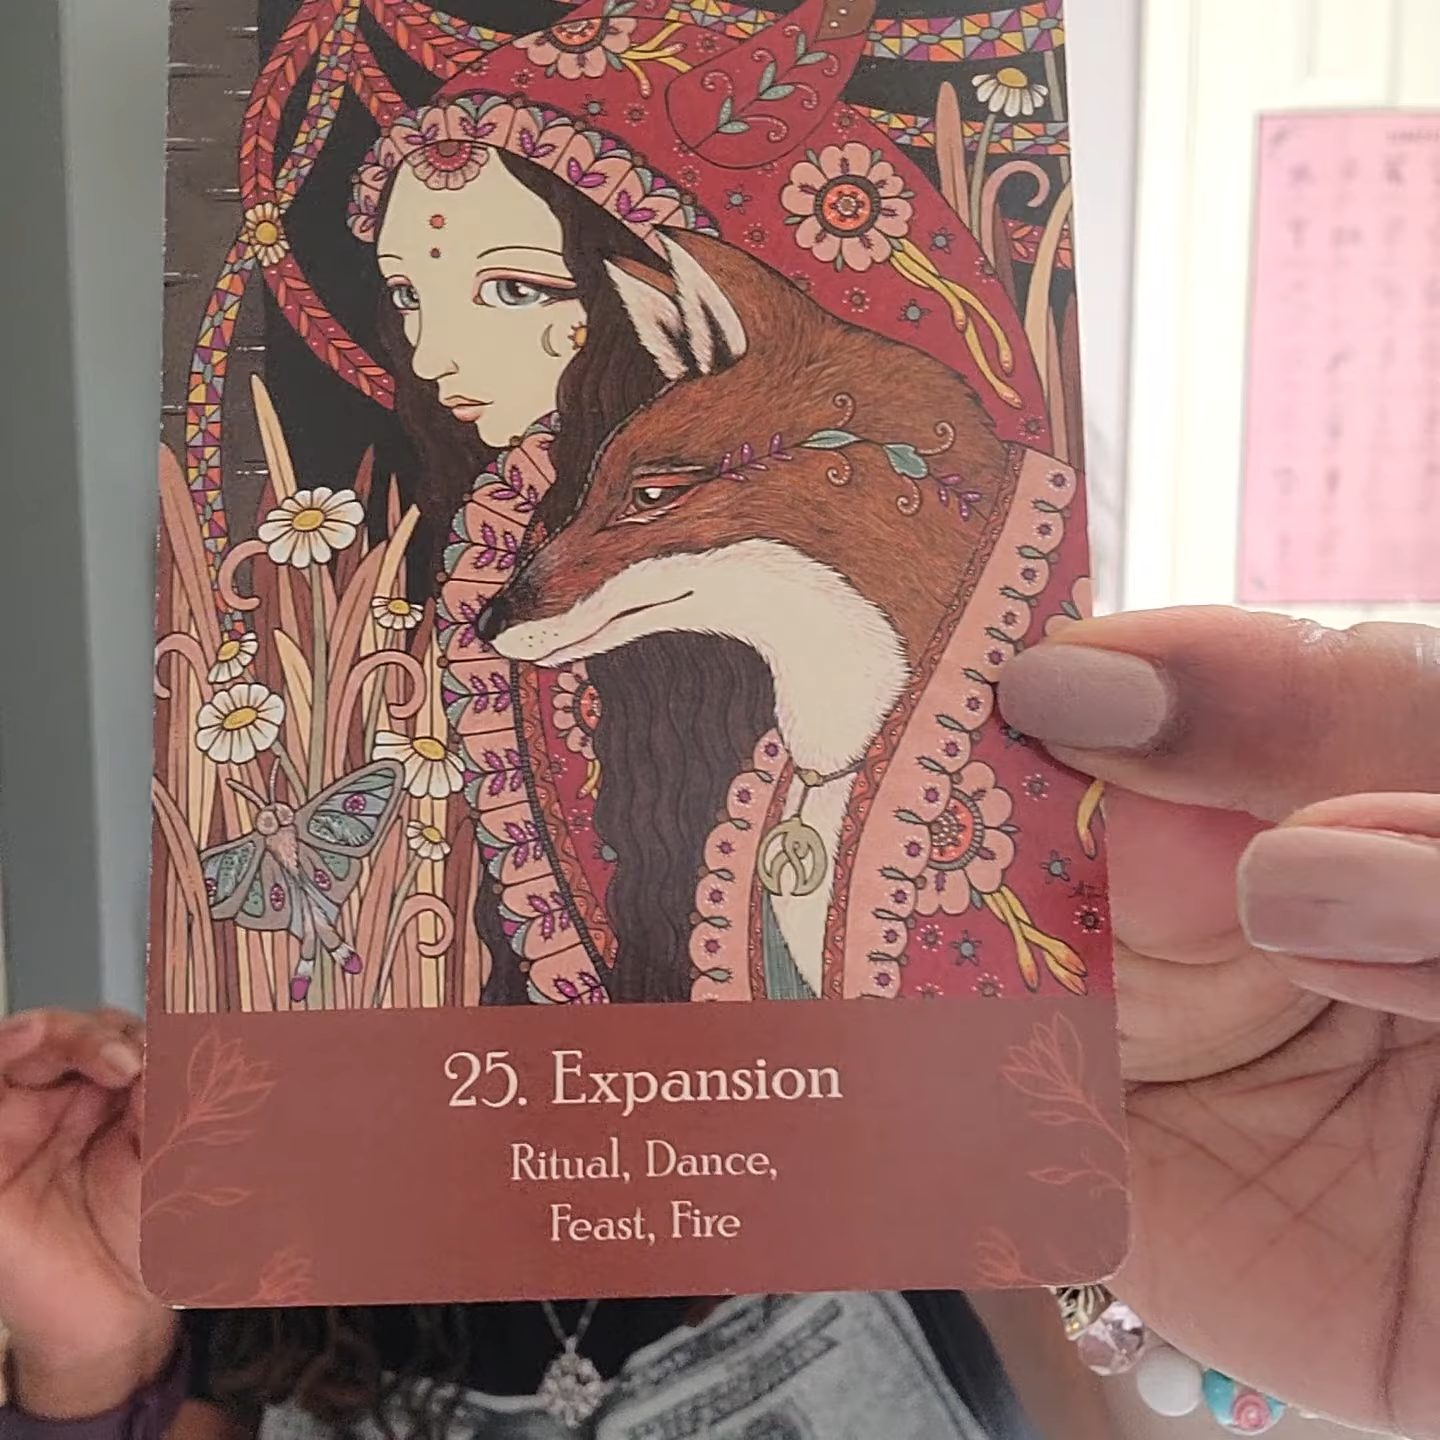 25. Expansion
Ritual, Dance,
Feast, Fire